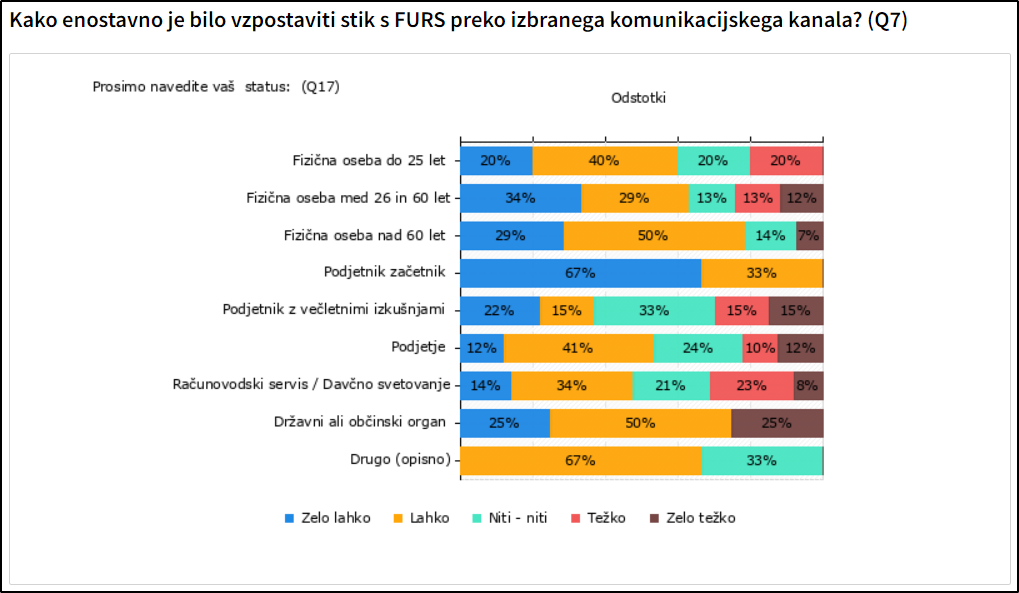 Kako enostavno je bilo vzpostaviti stik s FURS preko izbranega komunikacijskega kanala? (Q7)
Prosimo navedite vaš status: (Q17)
Odstotki
Fizična oseba do 25 let 20% 40% 20% 20%
Fizična oseba med 26 in 60 let 34% 29% 13% 13% 12%
Fizična oseba nad 60 let 29% 50% 14% 7%
Podjetnik začetnik 67% 33%
Podjetnik z večletnimi izkušnjami 22% 15% 33% 15% 15%
Podjetje 12% 41% 24% 10% 12%
Računovodski servis / Davčno svetovanje 14% 34% 21% 23% 8%
Državni ali občinski organ 25% 50% 25%
Drugo (opisno) 67% 33%
Zelo lahko Lahko Niti - niti Težko Zelo težko